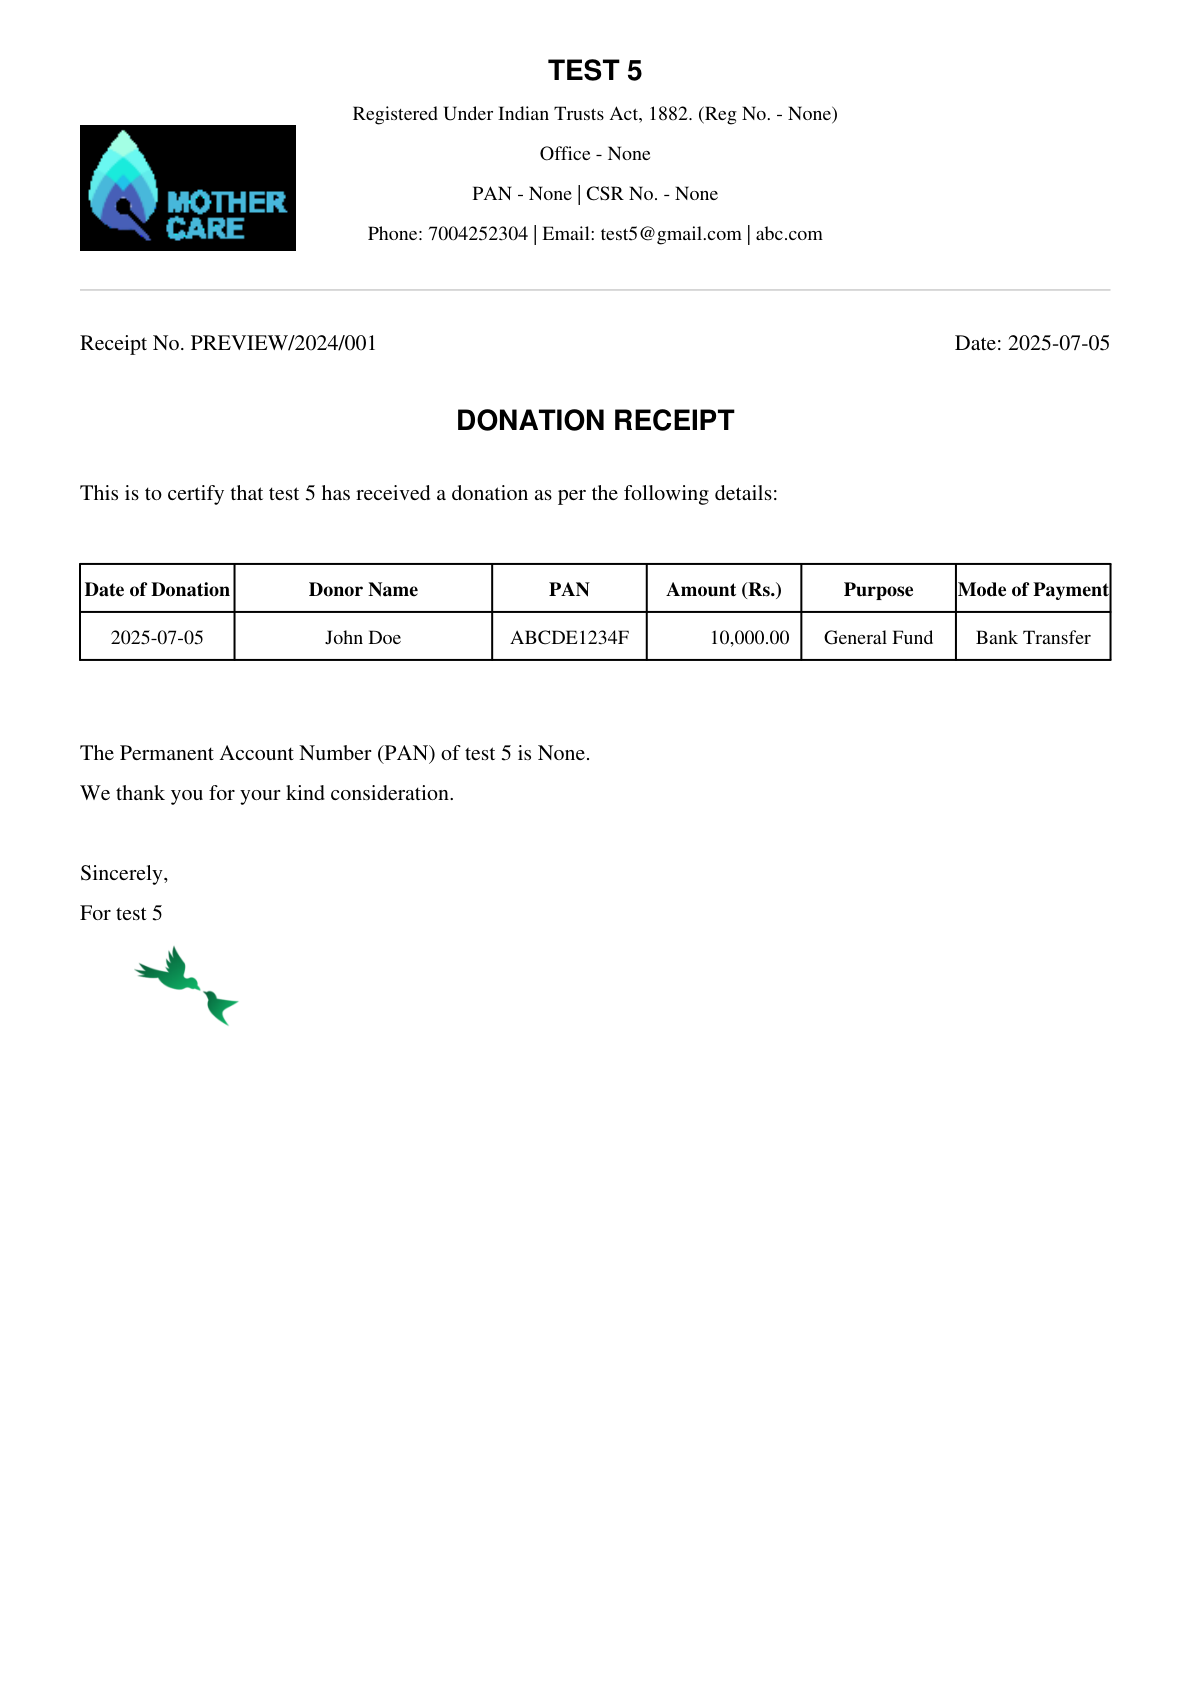 TEST 5
Registered Under Indian Trusts Act, 1882. (Reg No. - None)
Office - None
PAN - None | CSR No. - None
Phone: 7004252304 | Email: test5@gmail.com | abc.com
MOTHER
CARE
Receipt No. PREVIEW/2024/001 Date: 2025-07-05
DONATION RECEIPT
This is to certify that test 5 has received a donation as per the following details:
Date of Donation Donor Name PAN Amount (Rs.) Purpose Mode of Payment
2025-07-05 John Doe ABCDE1234F 10,000.00 General Fund Bank Transfer
The Permanent Account Number (PAN) of test 5 is None.
We thank you for your kind consideration.
Sincerely,
For test 5